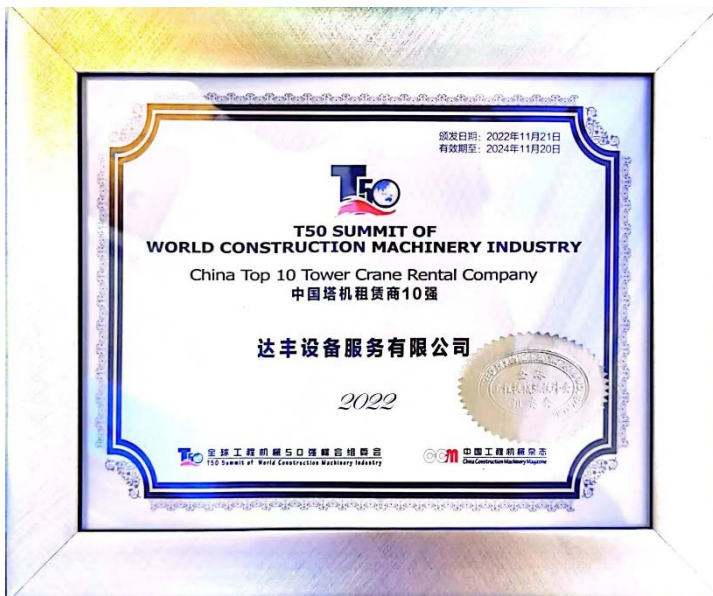 颁发日期：2022年11月21日
有效期至：2024年11月20日
T50
T50 SUMMIT OF
WORLD CONSTRUCTION MACHINERY INDUSTRY
China Top 10 Tower Crane Rental Company
中国塔机租赁商10强
达丰设备服务有限公司
2022
T50 全球工程机械50强峰会组委会
T50 Summit of World Construction Machinery Industry
CCM 中国工程机械杂志
China Construction Machinery Magazine